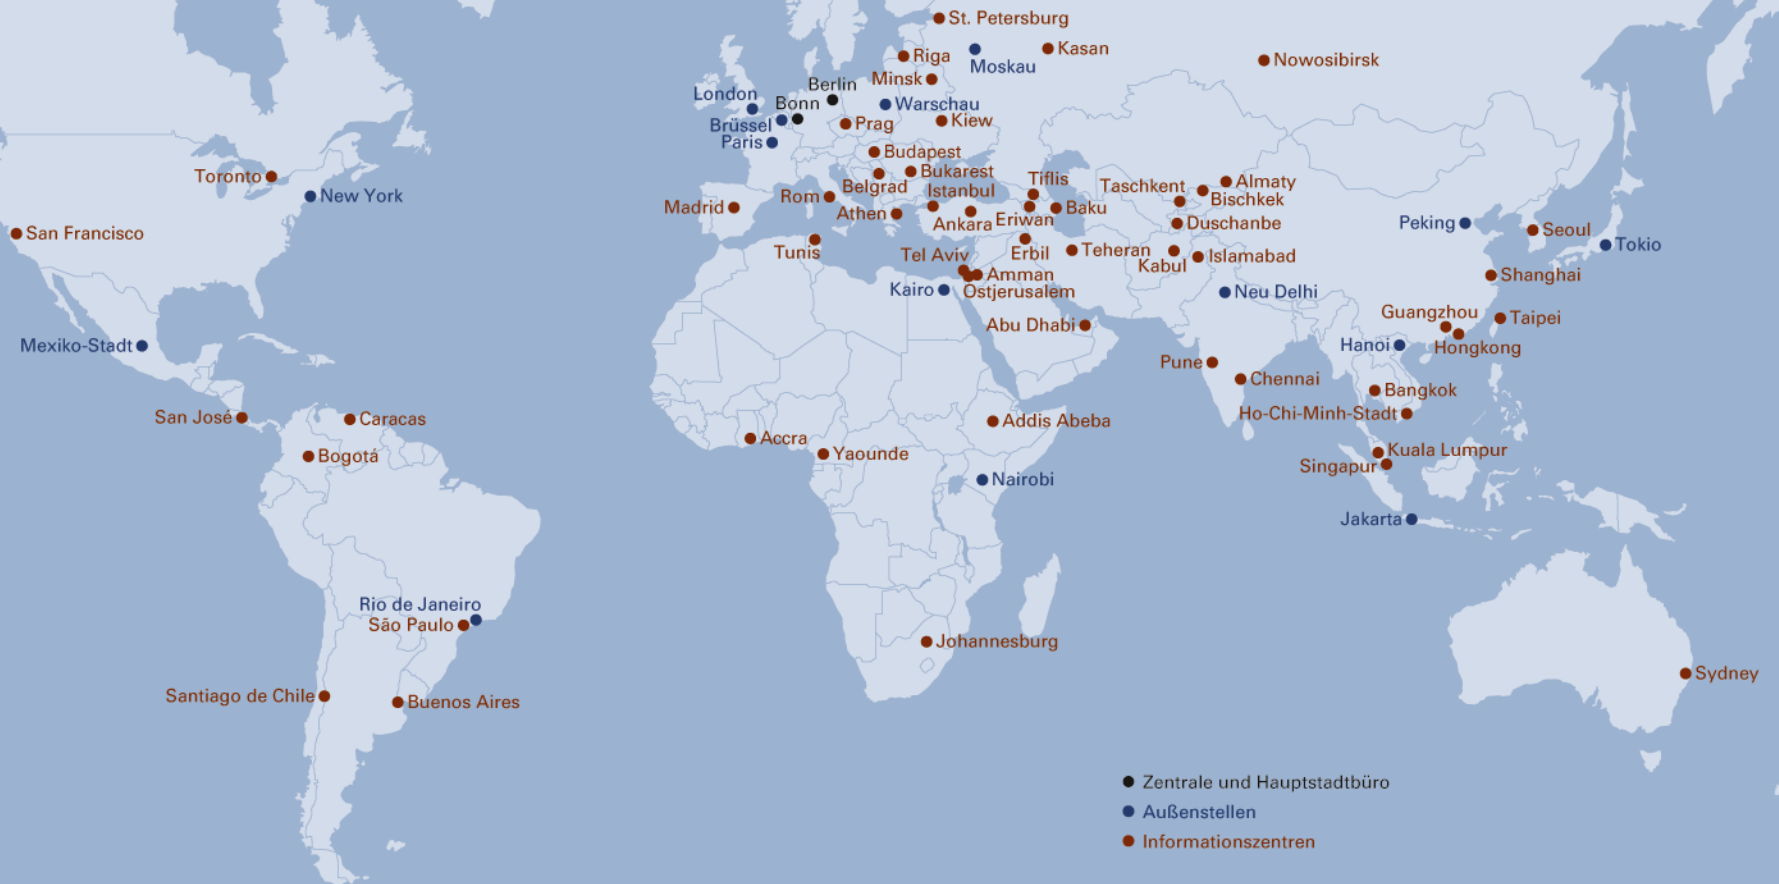 St. Petersburg
Riga
Moskau
Kasan
Nowosibirsk
Minsk
Berlin
London
Bonn
Warschau
Brüssel
Prag
Kiew
Paris
Budapest
Toronto
New York
Belgrad
Bukarest
Istanbul
Tiflis
Taschkent
Almaty
Bischkek
Madrid
Rom
Athen
Ankara
Eriwan
Baku
Duschanbe
Peking
Seoul
Tokio
San Francisco
Tunis
Tel Aviv
Erbil
Teheran
Kabul
Islamabad
Amman
Shanghai
Kairo
Ostjerusalem
Neu Delhi
Abu Dhabi
Guangzhou
Taipei
Mexiko-Stadt
Hanoi
Hongkong
Pune
Chennai
Bangkok
San José
Caracas
Addis Abeba
Ho-Chi-Minh-Stadt
Bogotá
Accra
Yaounde
Kuala Lumpur
Singapur
Nairobi
Jakarta
Rio de Janeiro
São Paulo
Johannesburg
Sydney
Santiago de Chile
Buenos Aires
Zentrale und Hauptstadtbüro
Außenstellen
Informationszentren